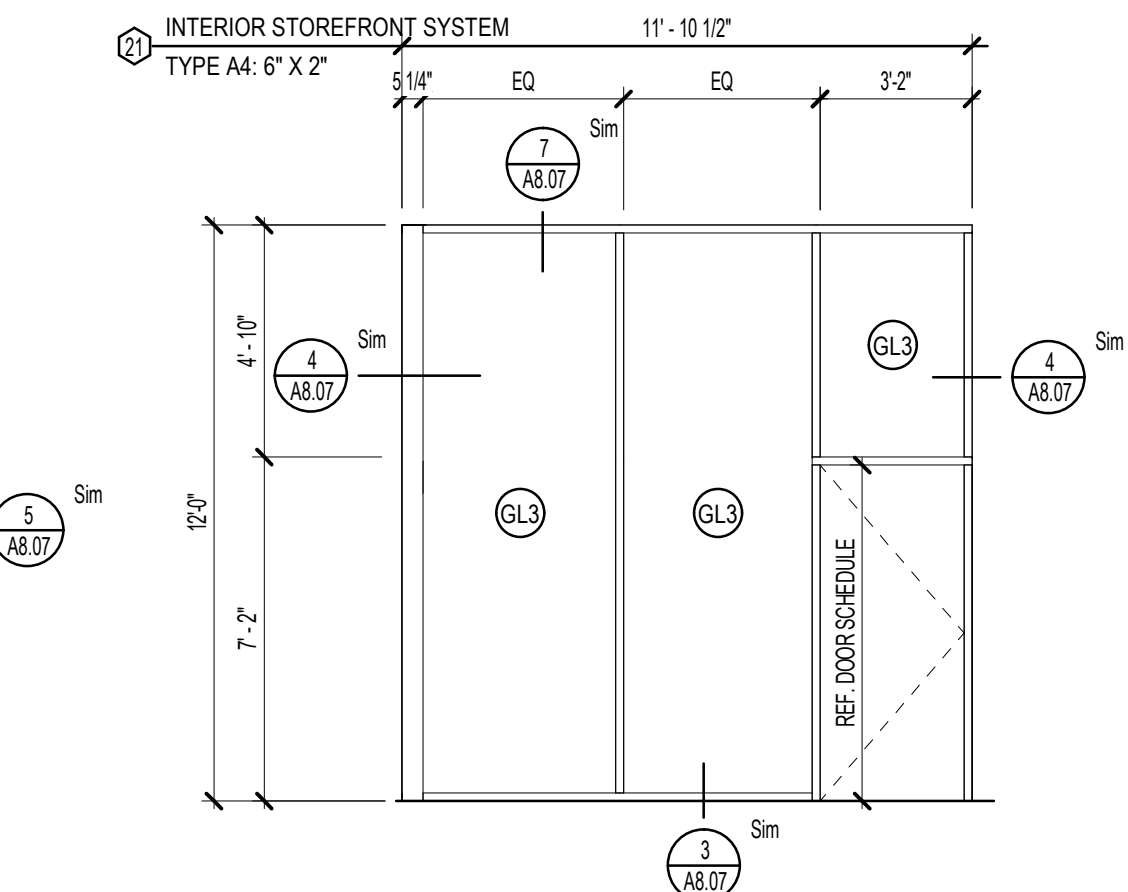 21
INTERIOR STOREFRONT SYSTEM
TYPE A4: 6" X 2"
11' - 10 1/2"
5 1/4"
EQ
EQ
3'-2"
7
A8.07
Sim
4' - 10"
4
A8.07
Sim
GL3
4
A8.07
Sim
5
A8.07
Sim
12'-0"
GL3
GL3
7' - 2"
REF. DOOR SCHEDULE
3
A8.07
Sim